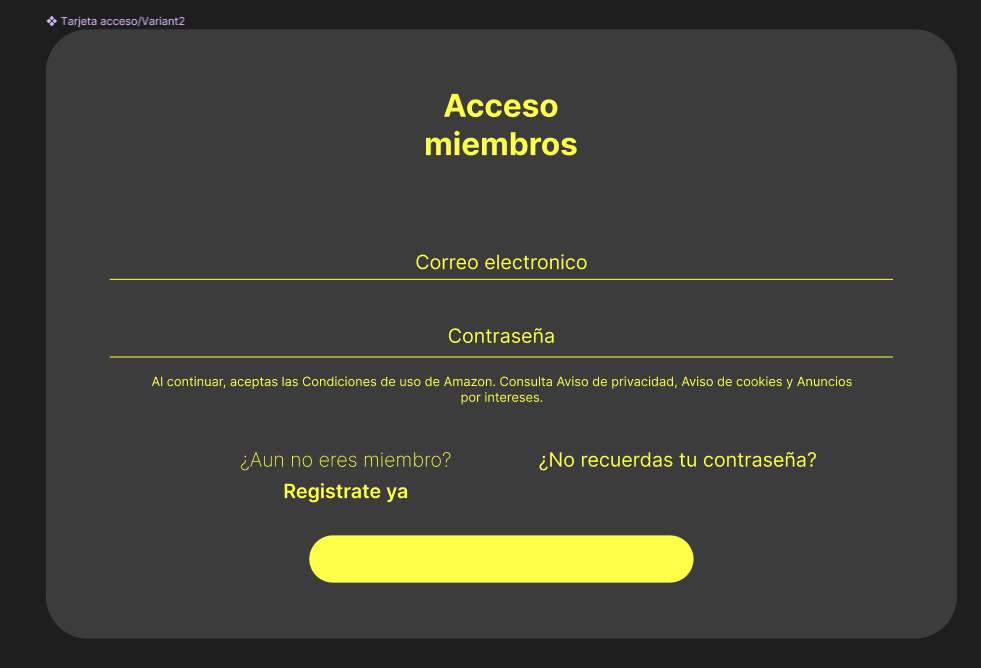 Tarjeta acceso/Variant2
Acceso
miembros
Correo electronico
Contraseña
Al continuar, aceptas las Condiciones de uso de Amazon. Consulta Aviso de privacidad, Aviso de cookies y Anuncios
por intereses.
¿Aun no eres miembro?
Registrate ya
¿No recuerdas tu contraseña?